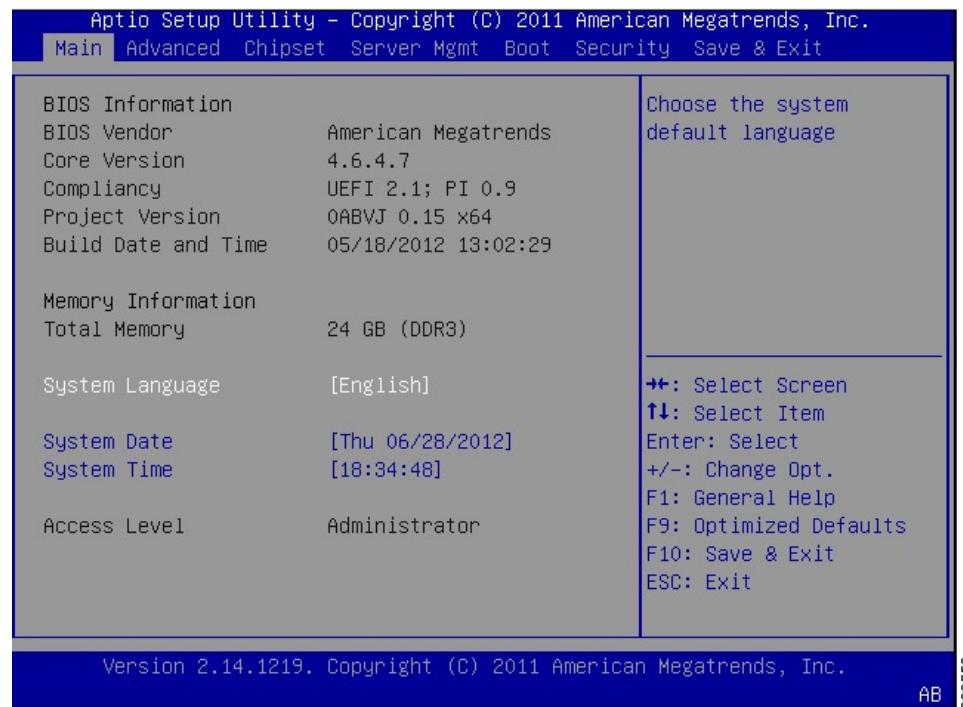 Aptio Setup Utility – Copyright (C) 2011 American Megatrends, Inc.
Main Advanced Chipset Server Mgmt Boot Security Save & Exit
BIOS Information
BIOS Vendor American Megatrends
Core Version 4.6.4.7
Compliancy UEFI 2.1; PI 0.9
Project Version 0ABVJ 0.15 x64
Build Date and Time 05/18/2012 13:02:29
Memory Information
Total Memory 24 GB (DDR3)
System Language [English]
System Date [Thu 06/28/2012]
System Time [18:34:48]
Access Level Administrator
Choose the system
default language
→←: Select Screen
↑↓: Select Item
Enter: Select
+/-: Change Opt.
F1: General Help
F9: Optimized Defaults
F10: Save & Exit
ESC: Exit
Version 2.14.1219. Copyright (C) 2011 American Megatrends, Inc.
AB